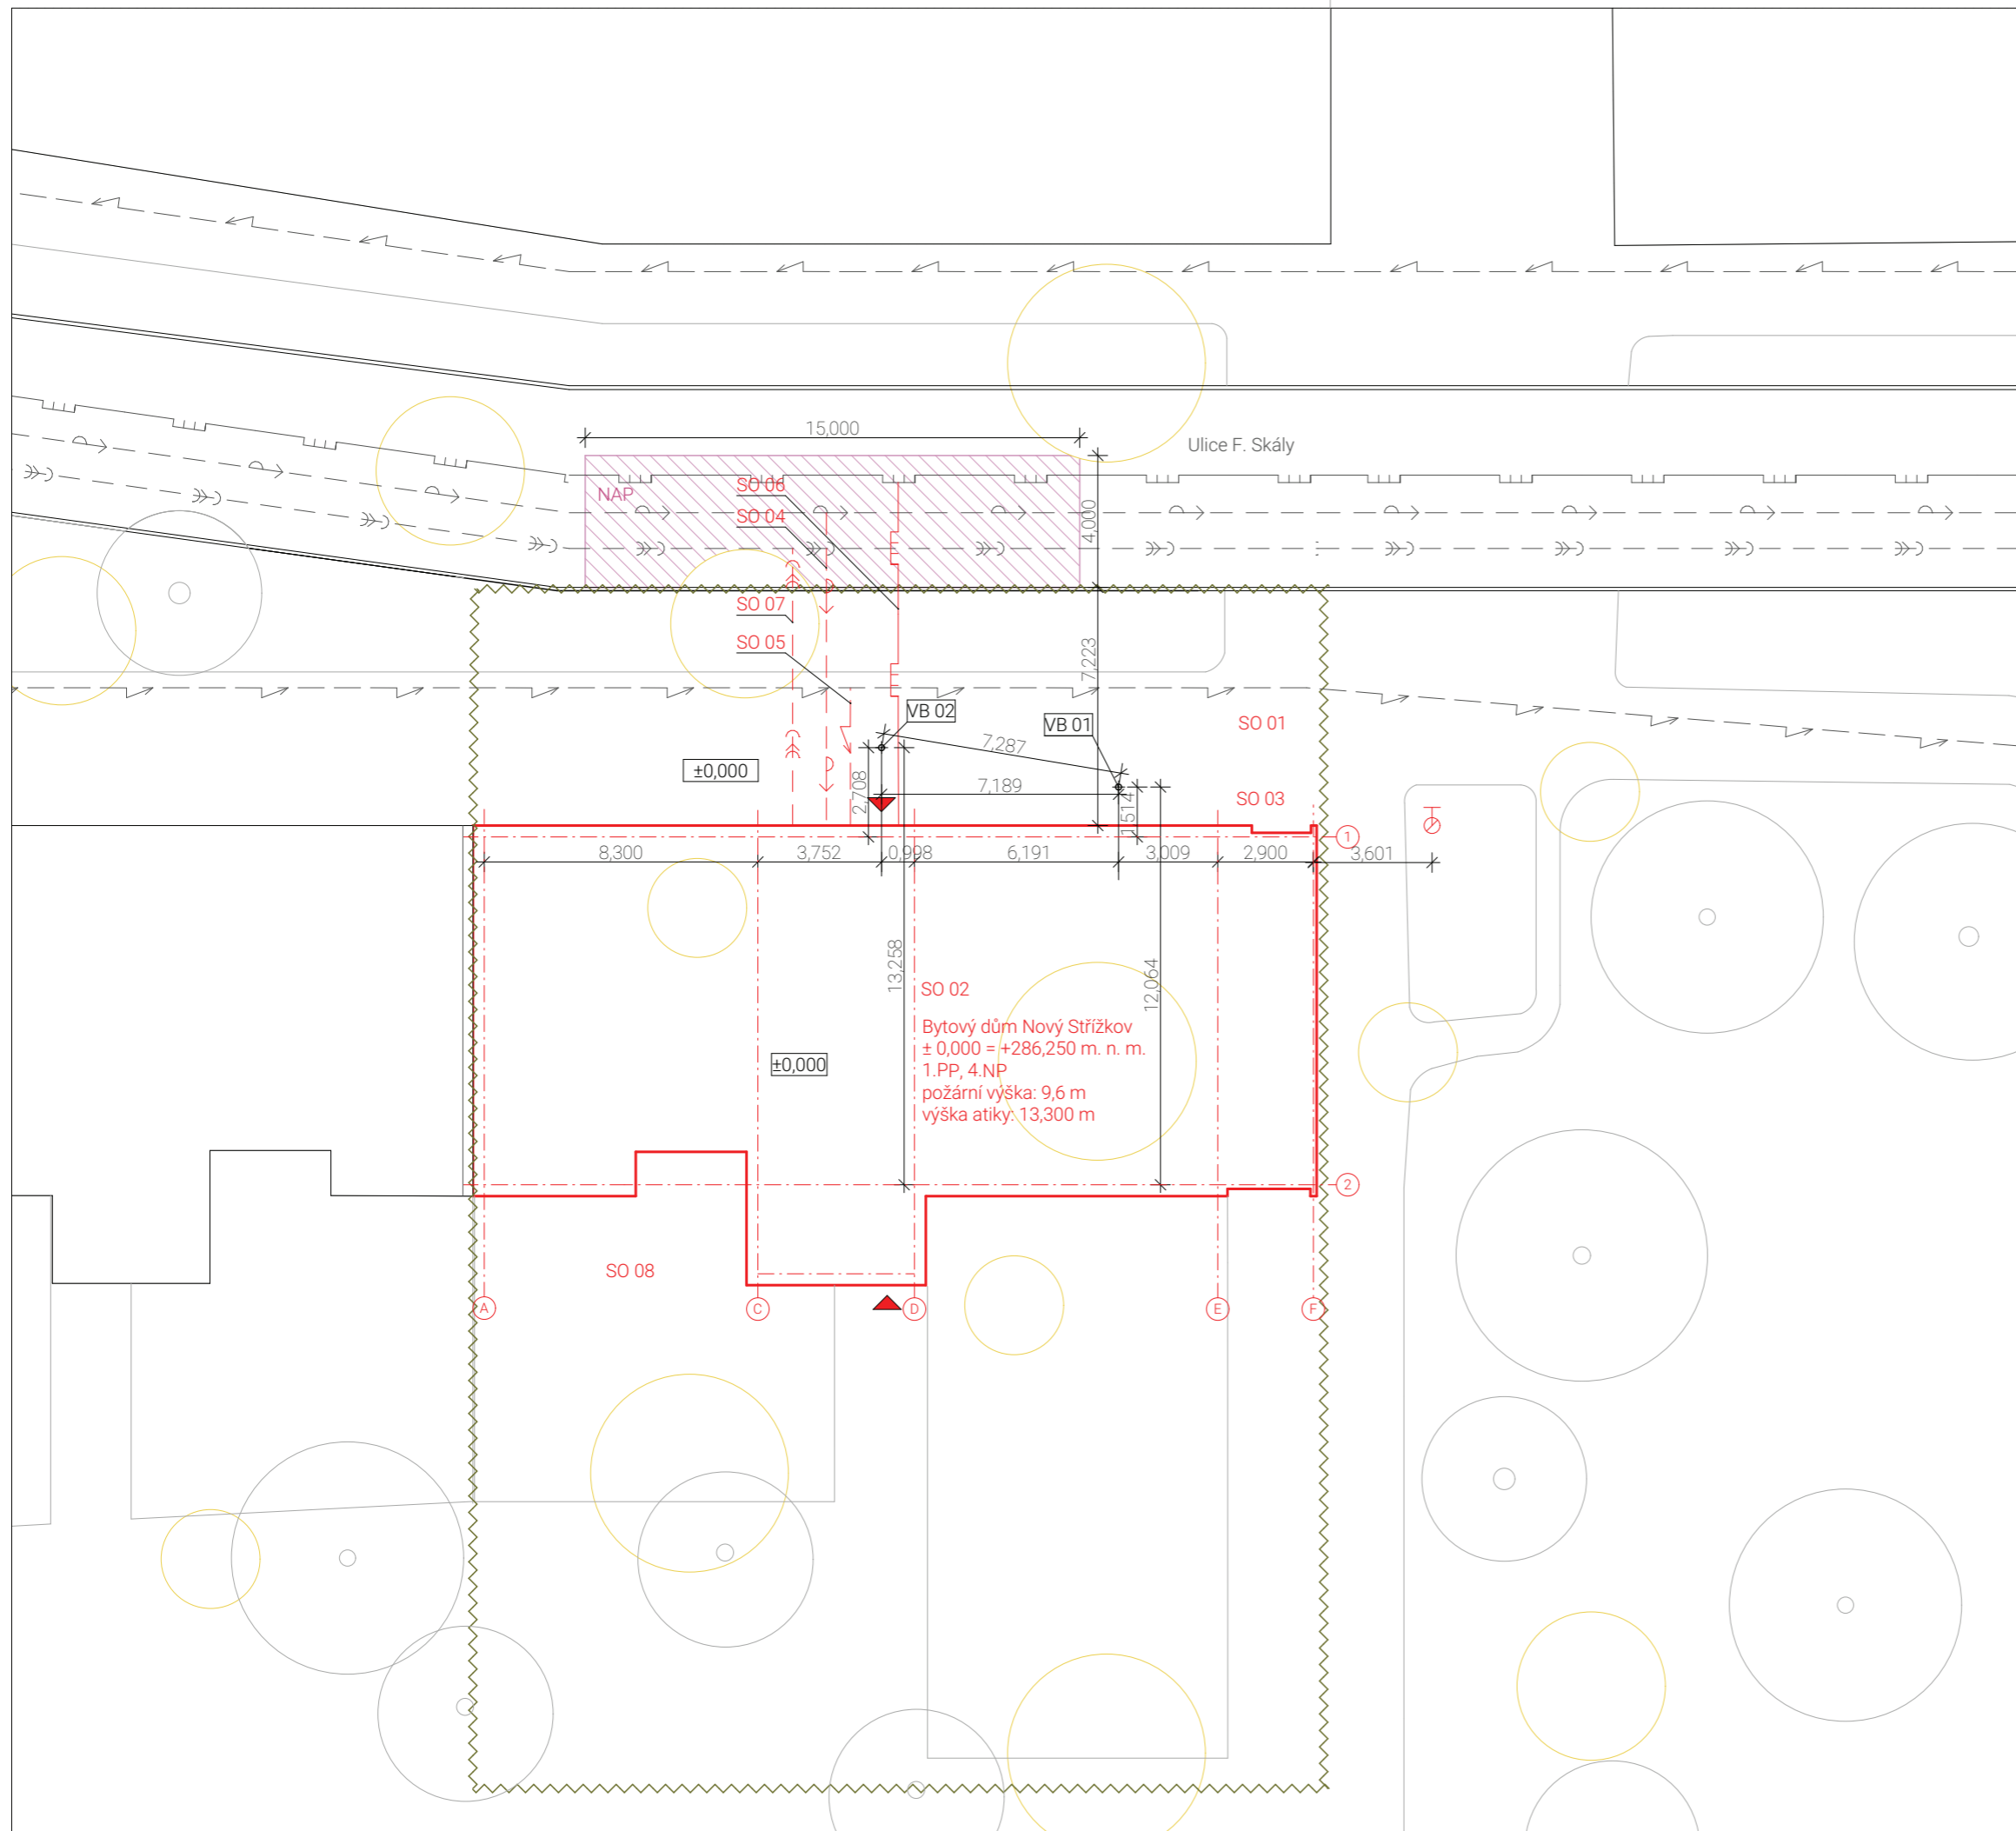 15,000
Ulice F. Skály
SO 06
NAP
SO 04
4,000
SO 07
SO 05
7,223
VB 02
VB 01
SO 01
7,287
±0,000
2,708
7,189
1,514
SO 03
1
8,300
3,752
0,998
6,191
3,009
2,900
3,601
13,258
12,064
SO 02
Bytový dům Nový Střížkov
± 0,000 = +286,250 m. n. m.
1.PP, 4.NP
požární výška: 9,6 m
výška atiky: 13,300 m
±0,000
2
SO 08
A
C
D
E
F